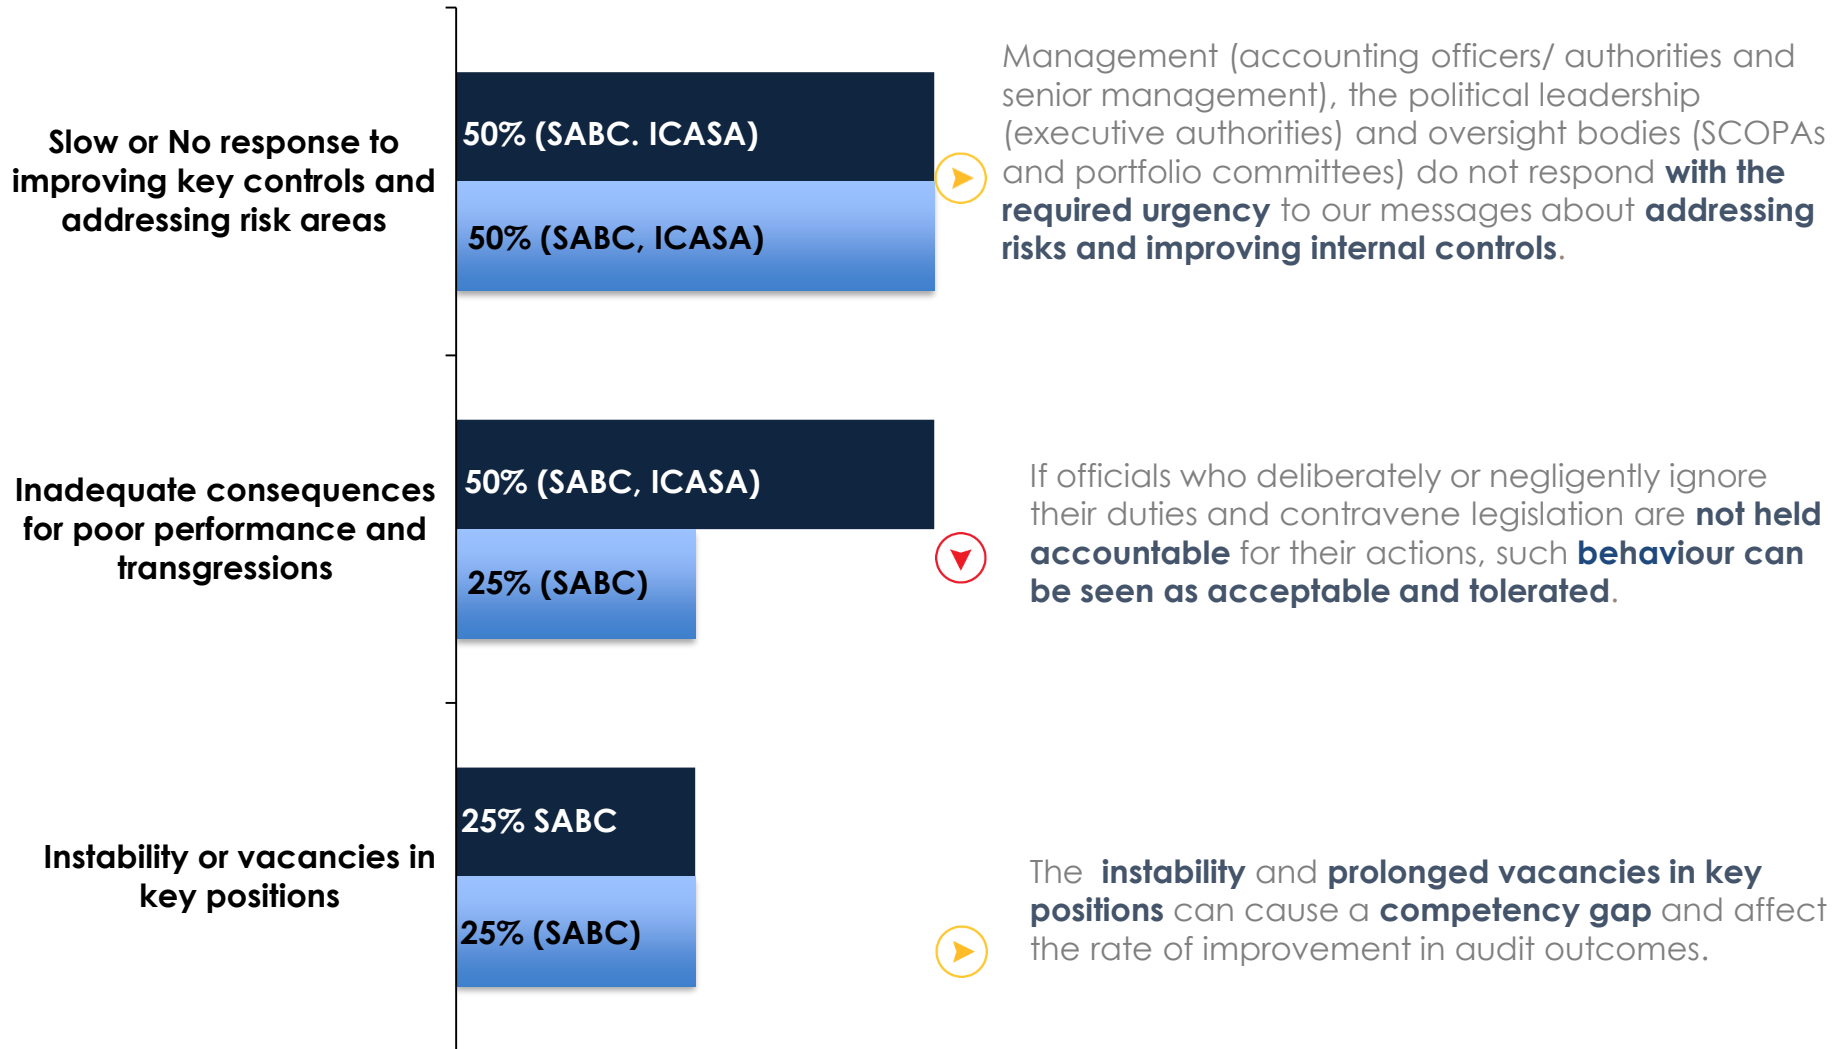 Slow or No response to
improving key controls and
addressing risk areas
50% (SABC. ICASA)
50% (SABC, ICASA)
Management (accounting officers/ authorities and
senior management), the political leadership
(executive authorities) and oversight bodies (SCOPAs
and portfolio committees) do not respond with the
required urgency to our messages about addressing
risks and improving internal controls.
Inadequate consequences
for poor performance and
transgressions
50% (SABC, ICASA)
25% (SABC)
If officials who deliberately or negligently ignore
their duties and contravene legislation are not held
accountable for their actions, such behaviour can
be seen as acceptable and tolerated.
Instability or vacancies in
key positions
25% SABC
25% (SABC)
The instability and prolonged vacancies in key
positions can cause a competency gap and affect
the rate of improvement in audit outcomes.